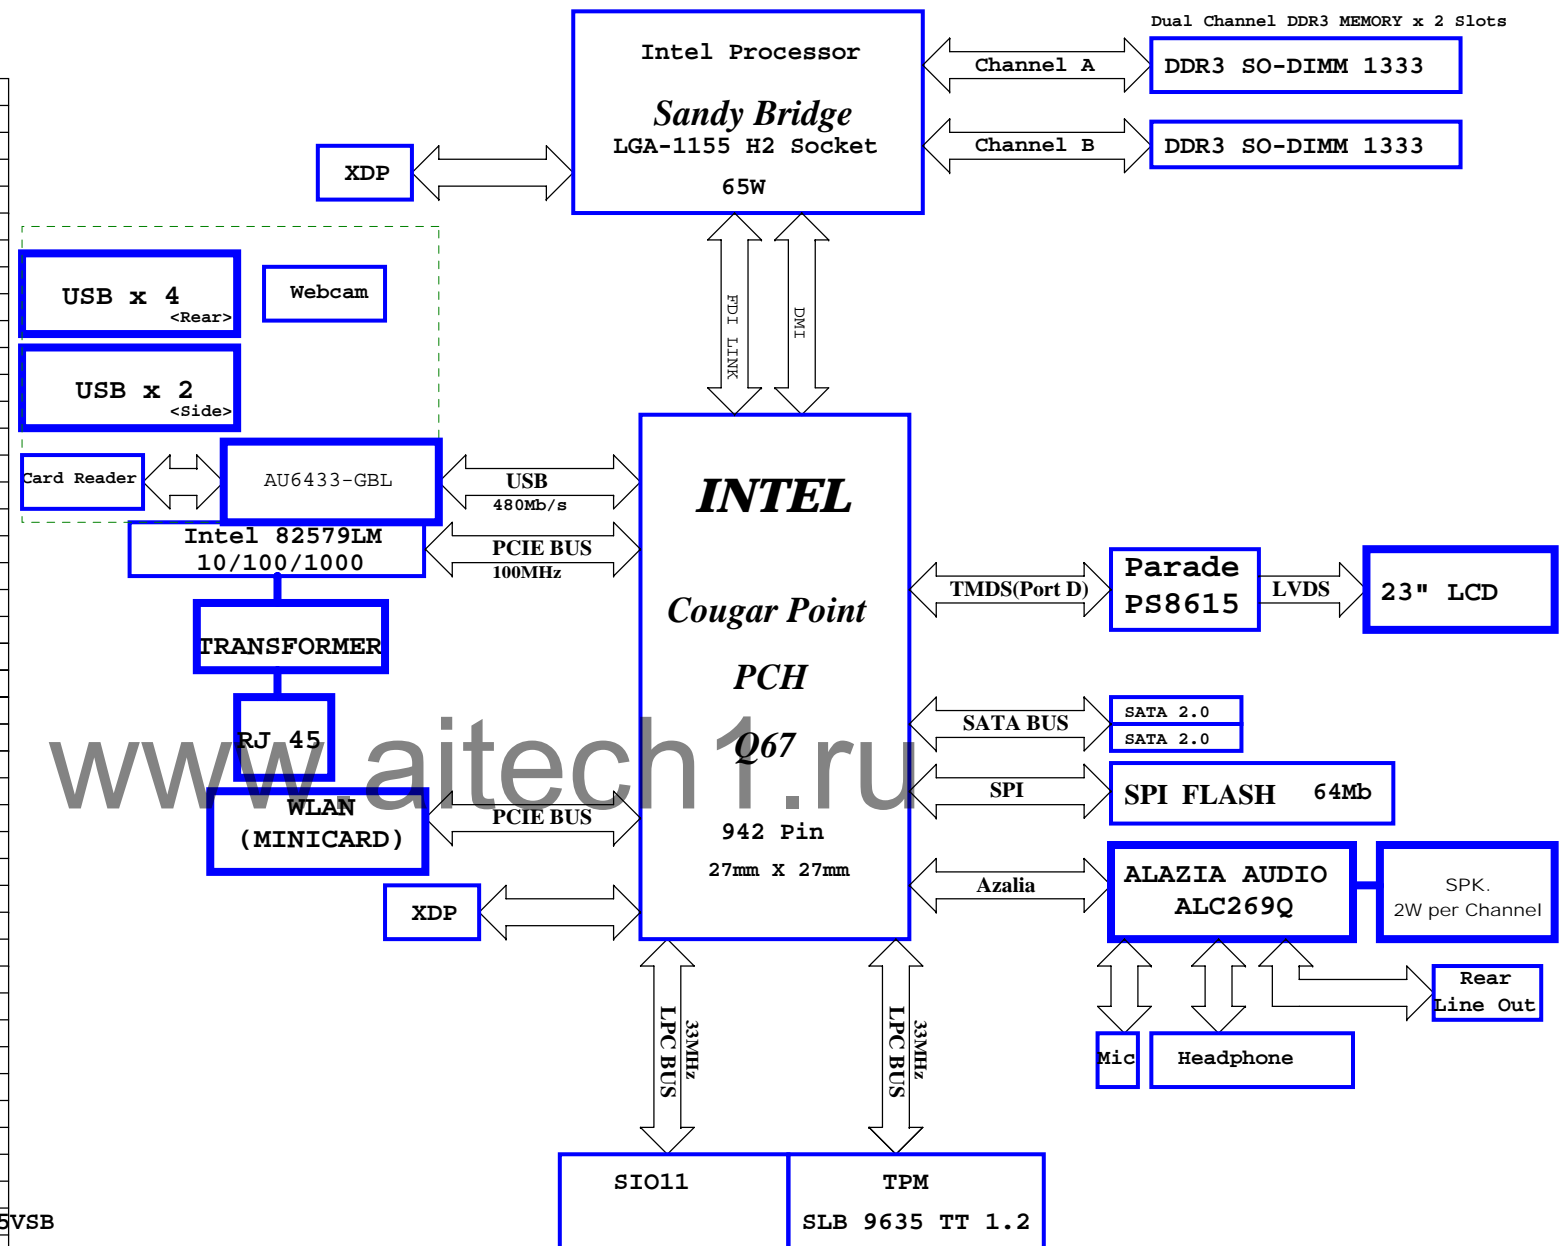 Dual Channel DDR3 MEMORY x 2 Slots
Intel Processor
Sandy Bridge
LGA-1155 H2 Socket
65W
Channel A
DDR3 SO-DIMM 1333
Channel B
DDR3 SO-DIMM 1333
XDP
FDI LINK
DMI
USB x 4
<Rear>
Webcam
USB x 2
<Side>
Card Reader
AU6433-GBL
USB
480Mb/s
Intel 82579LM
10/100/1000
PCIE BUS
100MHz
TRANSFORMER
RJ 45
WLAN
(MINICARD)
PCIE BUS
XDP
INTEL
Cougar Point
PCH
Q67
942 Pin
27mm X 27mm
TMDS(Port D)
Parade
PS8615
LVDS
23" LCD
SATA BUS
SATA 2.0
SATA 2.0
SPI
SPI FLASH 64Mb
Azalia
ALAZIA AUDIO
ALC269Q
SPK.
2W per Channel
Rear
Line Out
Mic
Headphone
33MHz
LPC BUS
33MHz
LPC BUS
SIO11
TPM
SLB 9635 TT 1.2
5VSB
www.aitech1.ru